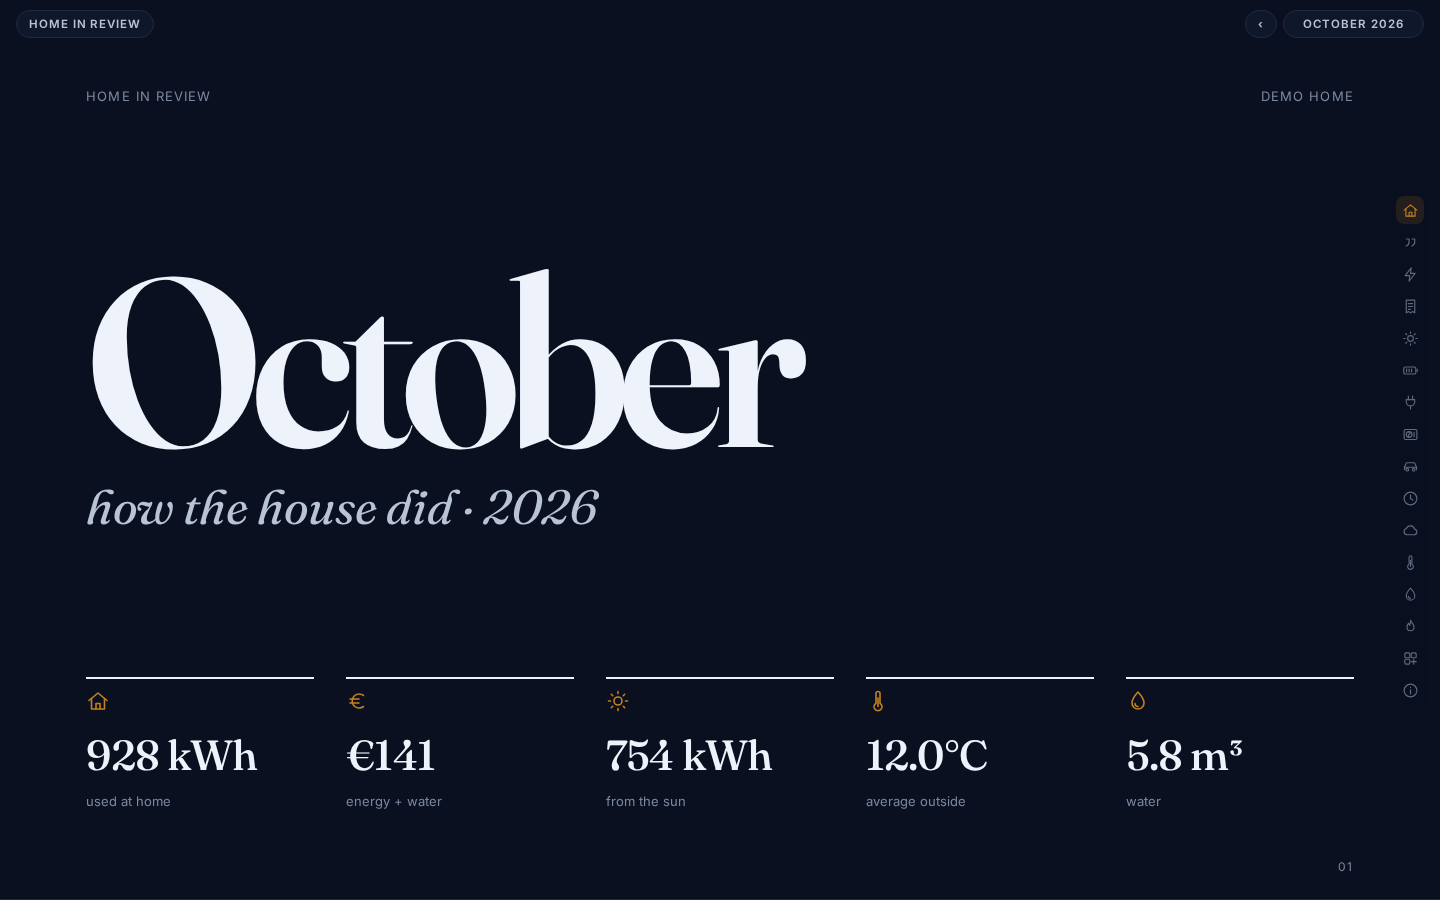 HOME IN REVIEW
‹
OCTOBER 2026
HOME IN REVIEW
DEMO HOME
October
how the house did · 2026
928 kWh
€141
754 kWh
12.0°C
5.8 m³
used at home
energy + water
from the sun
average outside
water
01